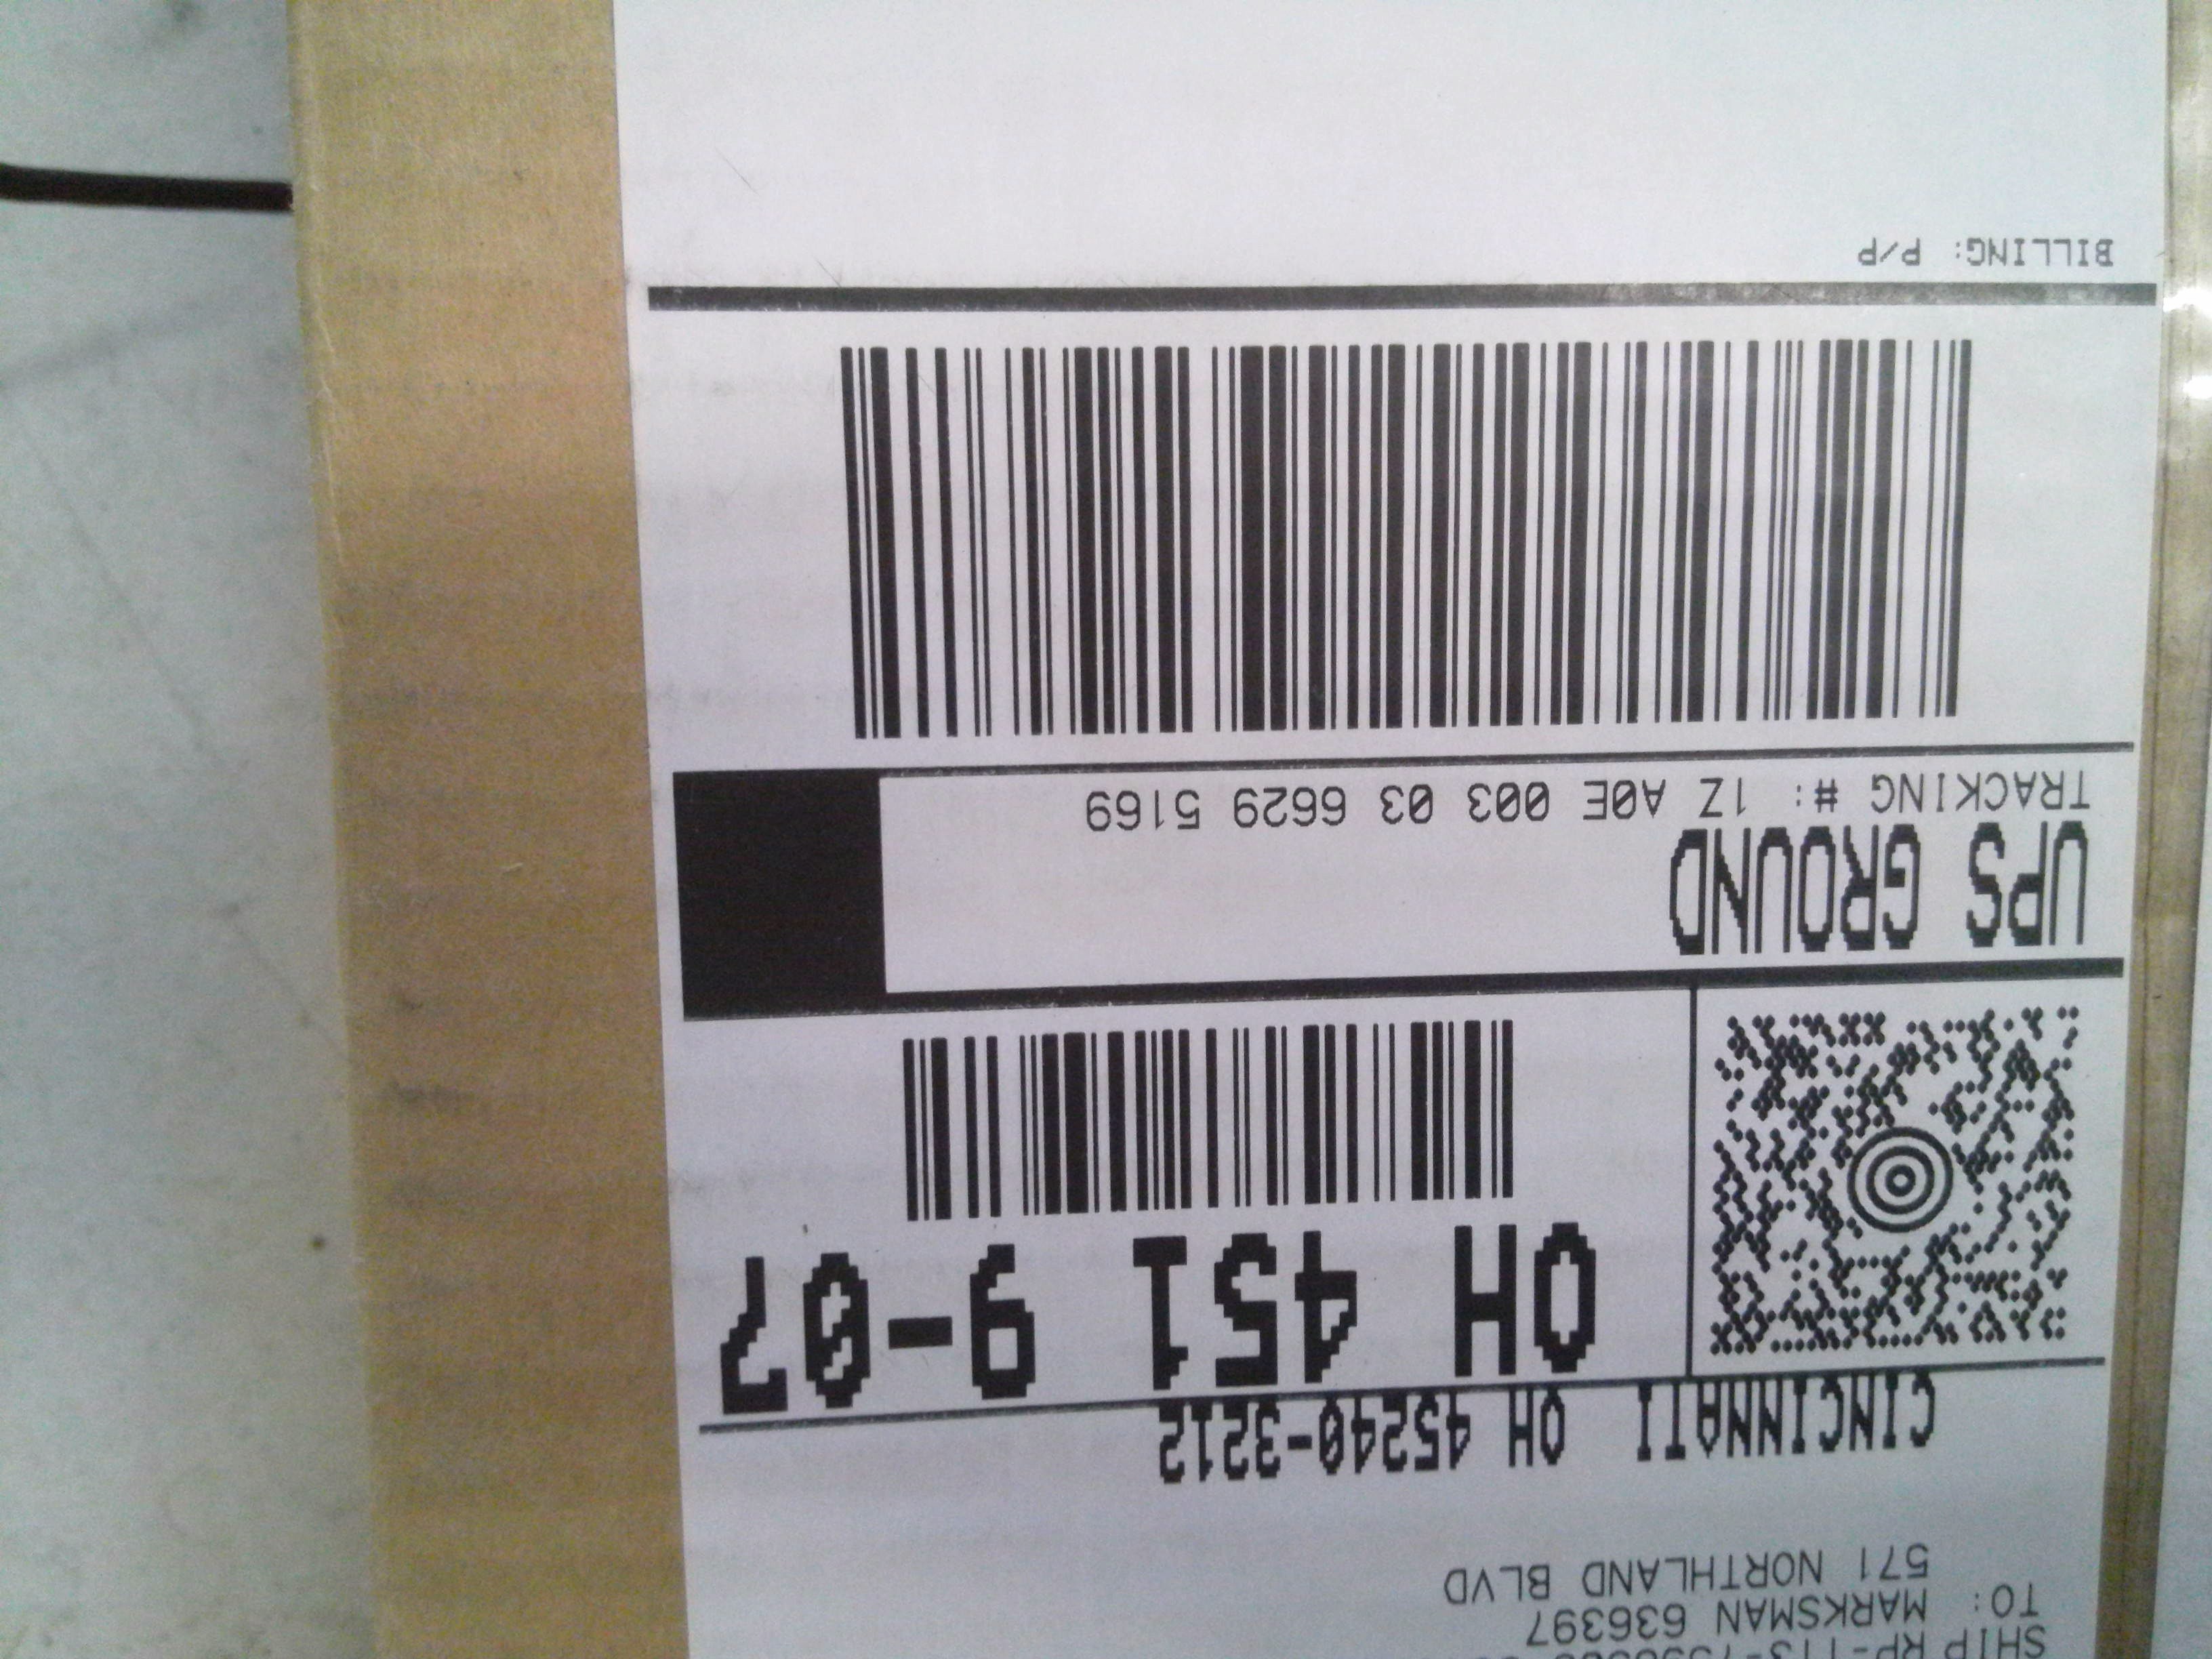 SHIP
TO: MARKSMAN 636397
571 NORTHLAND BLVD
CINCINNATI OH 45240-3212
OH 451 9-07
UPS GROUND
TRACKING #: 1Z A0E 003 03 6629 5169
BILLING: P/P